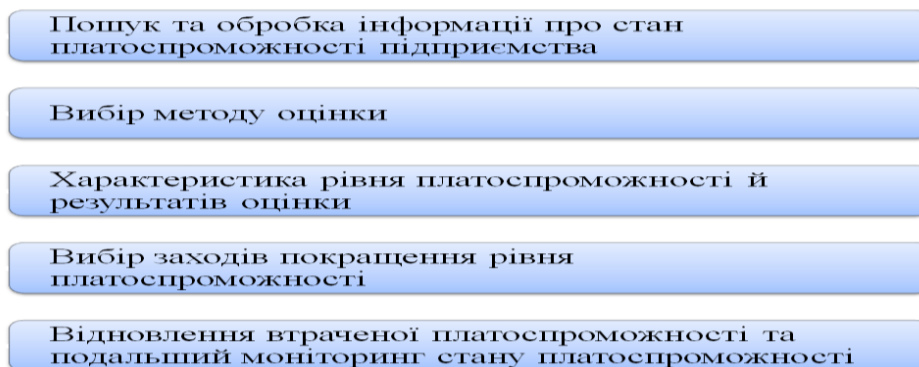 Пошук та обробка інформації про стан
платоспроможності підприємства
Вибір методу оцінки
Характеристика рівня платоспроможності й
результатів оцінки
Вибір заходів покращення рівня
платоспроможності
Відновлення втраченої платоспроможності та
подальший моніторинг стану платоспроможності